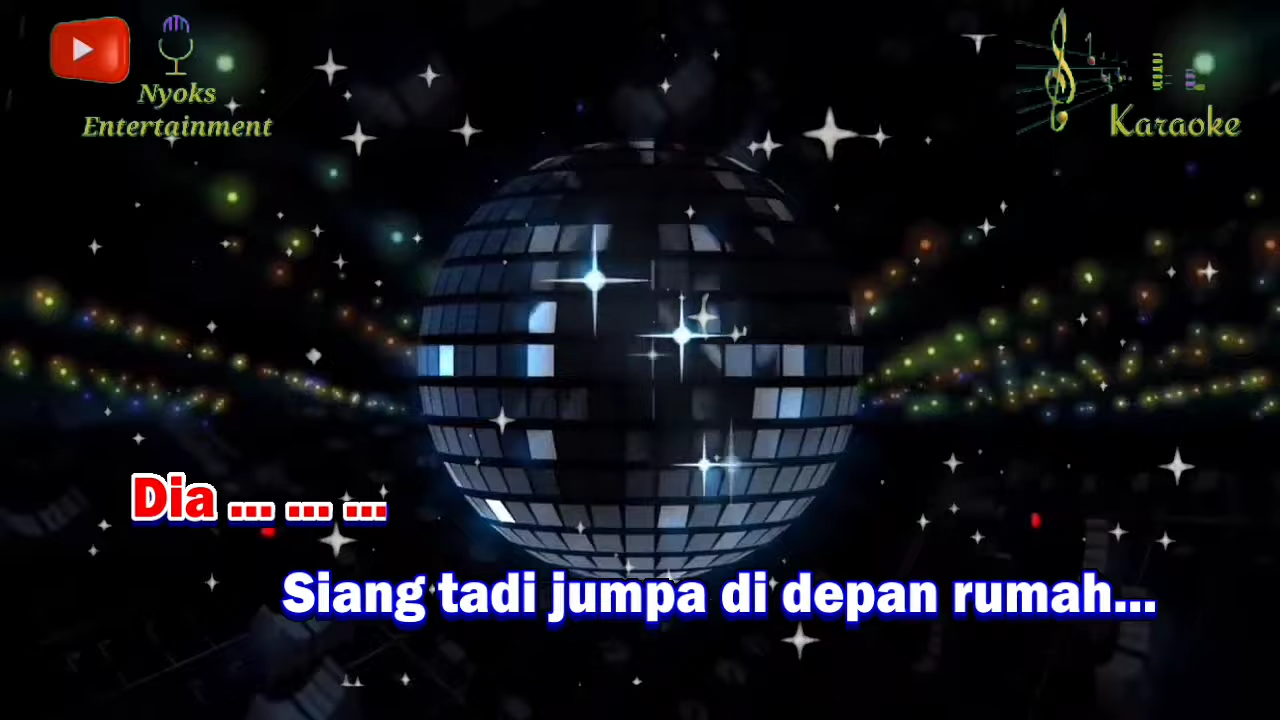 Nyoks
Entertainment
Karaoke
Dia ... ... ...
Siang tadi jumpa di depan rumah...